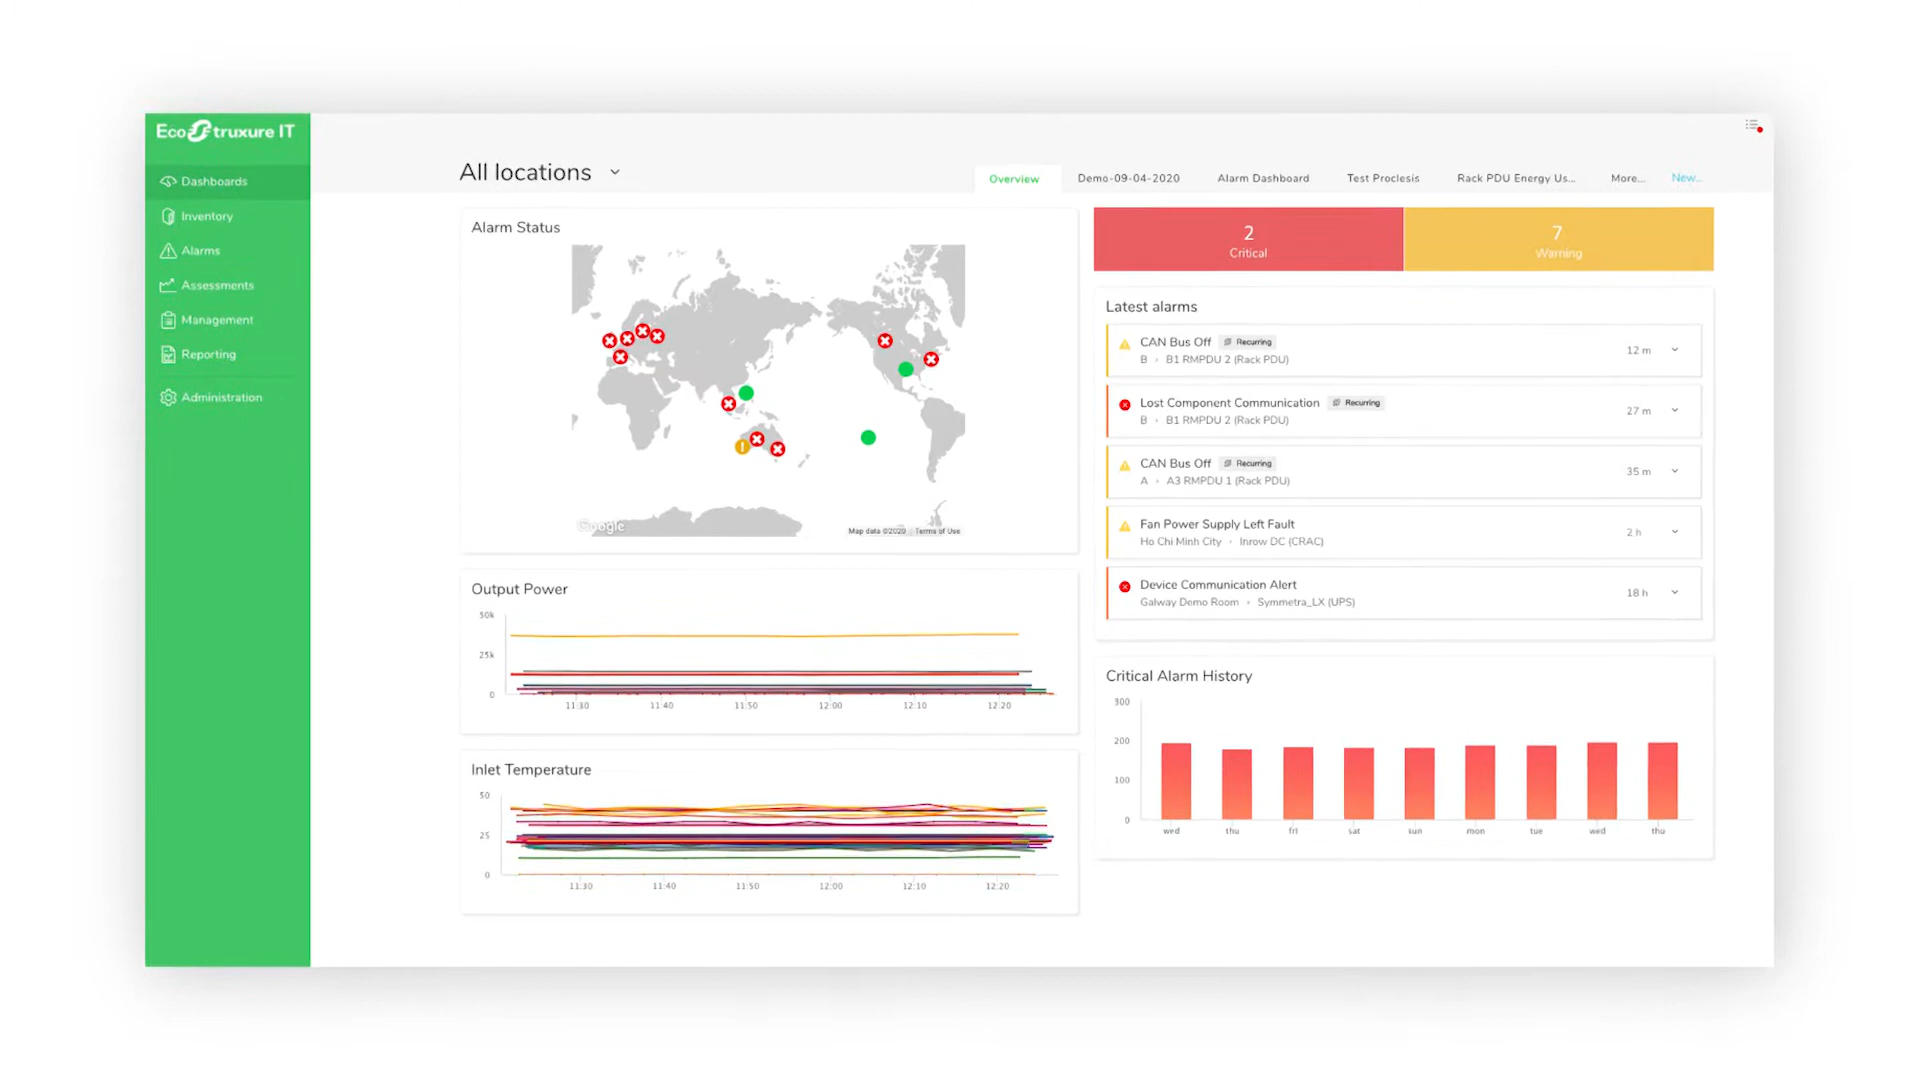 EcoStruxure IT
Dashboards
Inventory
Alarms
Assessments
Management
Reporting
Administration
All locations
Overview
Demo-09-04-2020
Alarm Dashboard
Test Proclesis
Rack PDU Energy Us...
More...
New...
Alarm Status
Google
Map data ©2020
Terms of Use
2
Critical
7
Warning
Latest alarms
CAN Bus Off Recurring
B › B1 RMPDU 2 (Rack PDU)
12 m
Lost Component Communication Recurring
B › B1 RMPDU 2 (Rack PDU)
27 m
CAN Bus Off Recurring
A › A3 RMPDU 1 (Rack PDU)
35 m
Fan Power Supply Left Fault
Ho Chi Minh City › Inrow DC (CRAC)
2 h
Device Communication Alert
Galway Demo Room › Symmetra_LX (UPS)
18 h
Output Power
50k
25k
0
11:30 11:40 11:50 12:00 12:10 12:20
Inlet Temperature
50
25
0
11:30 11:40 11:50 12:00 12:10 12:20
Critical Alarm History
300
200
100
0
wed thu fri sat sun mon tue wed thu